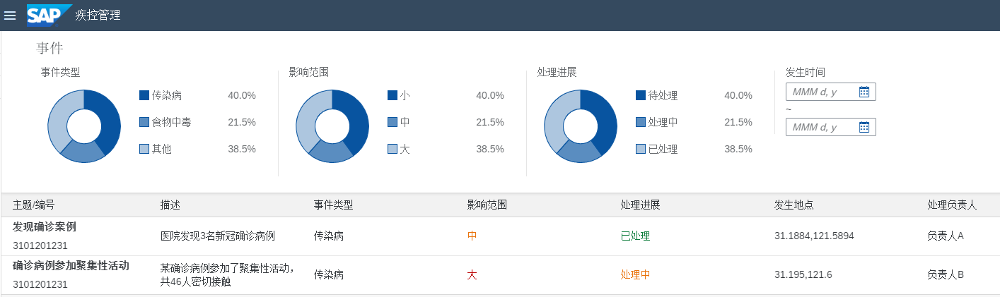 SAP 疾控管理
事件
事件类型
传染病 40.0%
食物中毒 21.5%
其他 38.5%
影响范围
小 40.0%
中 21.5%
大 38.5%
处理进展
待处理 40.0%
处理中 21.5%
已处理 38.5%
发生时间
MMM d, y
~
MMM d, y
主题/编号 描述 事件类型 影响范围 处理进展 发生地点 处理负责人
发现确诊案例
3101201231
医院发现3名新冠确诊病例
传染病
中
已处理
31.1884,121.5894
负责人A
确诊病例参加聚集性活动
3101201231
某确诊病例参加了聚集性活动，
共46人密切接触
传染病
大
处理中
31.195,121.6
负责人B